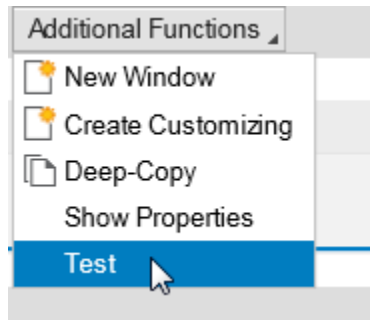 Additional Functions
New Window
Create Customizing
Deep-Copy
Show Properties
Test